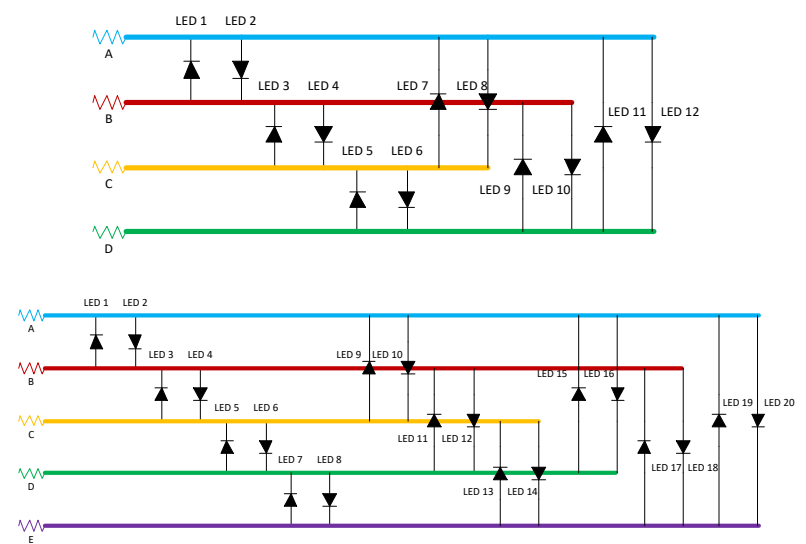 LED 1 LED 2
A
LED 3 LED 4 LED 7 LED 8
B
LED 11 LED 12
LED 5 LED 6
C
LED 9 LED 10
D
LED 1 LED 2
A
LED 3 LED 4 LED 9 LED 10
B
LED 15 LED 16
LED 5 LED 6
LED 19 LED 20
C
LED 11 LED 12
LED 7 LED 8
LED 17 LED 18
D
LED 13 LED 14
E